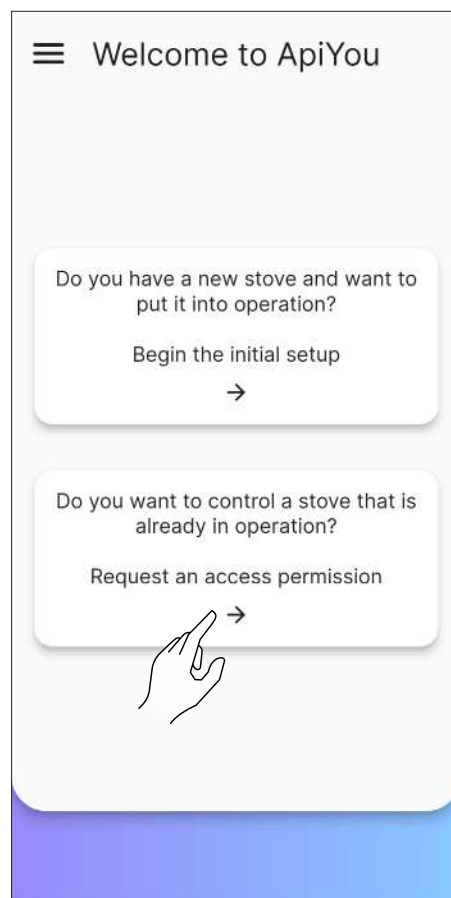 Welcome to ApiYou
Do you have a new stove and want to
put it into operation?
Begin the initial setup
Do you want to control a stove that is
already in operation?
Request an access permission